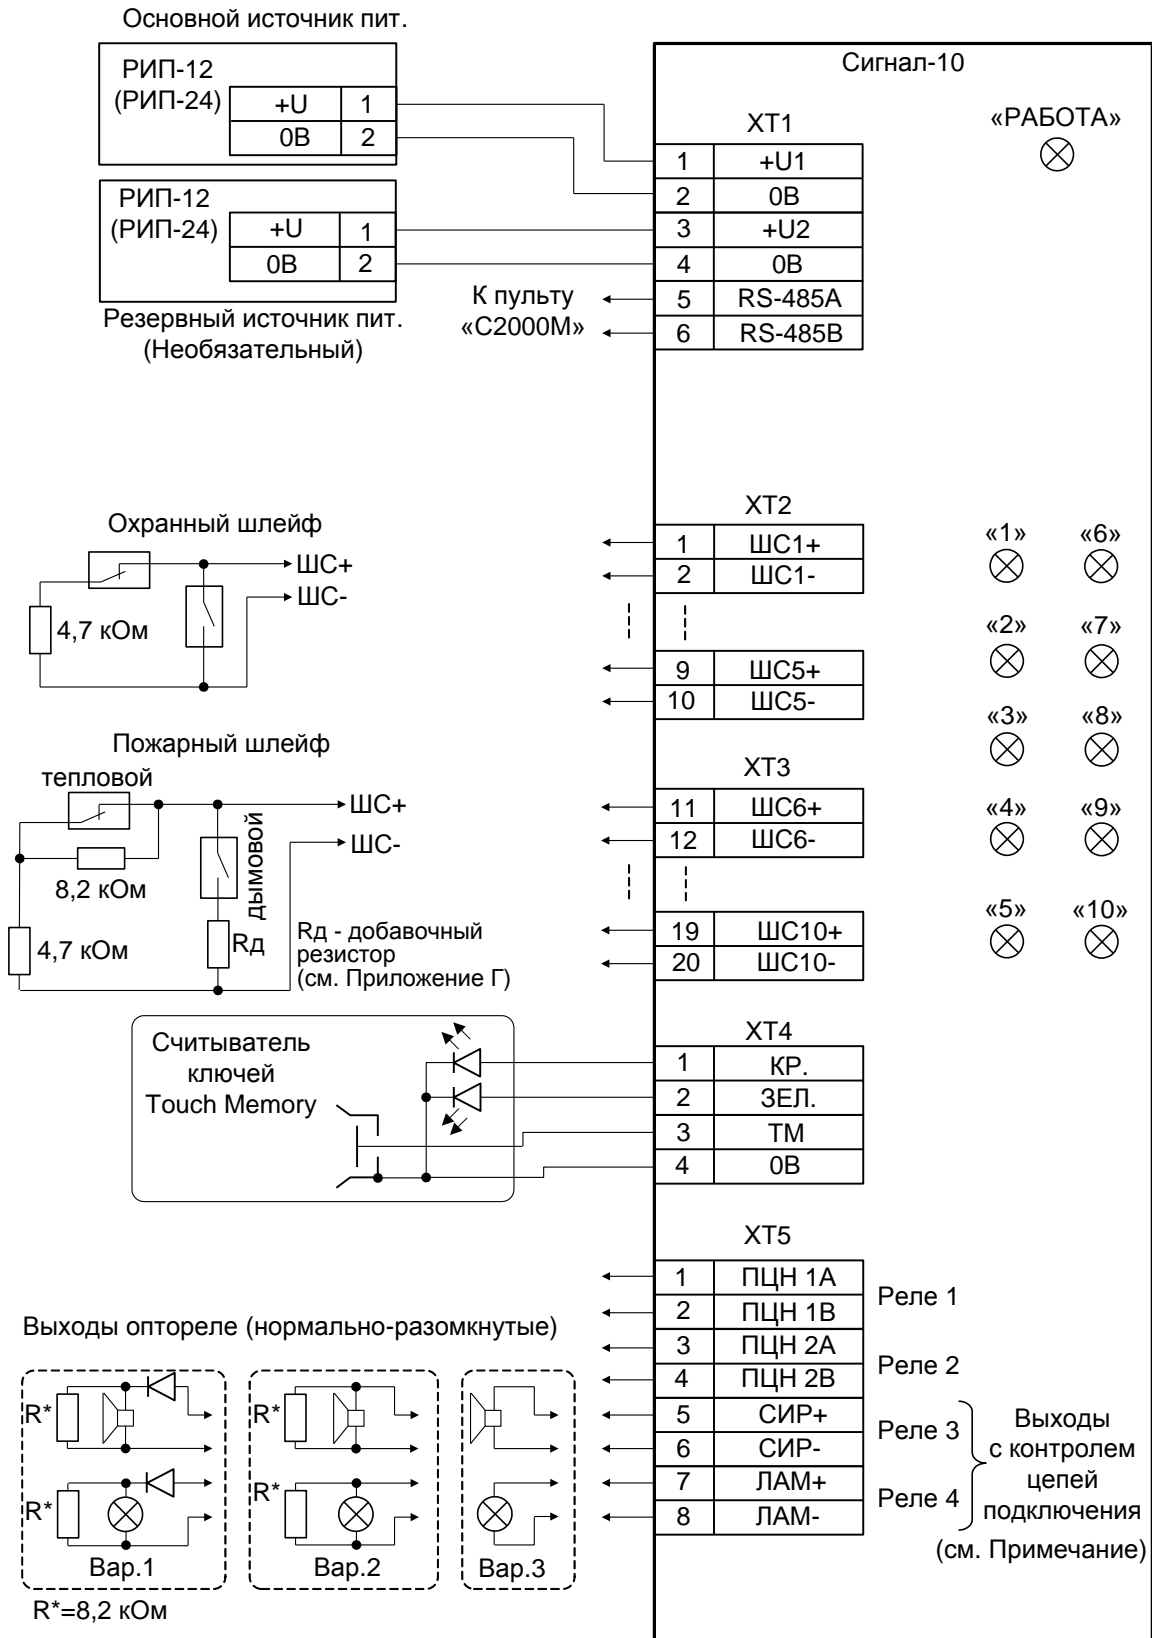 Основной источник пит.
РИП-12
(РИП-24)
+U 1
0В 2
РИП-12
(РИП-24)
+U 1
0В 2
Резервный источник пит.
(Необязательный)
К пульту
«С2000М»
Сигнал-10
«РАБОТА»
XT1
1 +U1
2 0В
3 +U2
4 0В
5 RS-485A
6 RS-485B
Охранный шлейф
ШС+
ШС-
4,7 кОм
XT2
1 ШС1+
2 ШС1-
9 ШС5+
10 ШС5-
«1» «6»
«2» «7»
«3» «8»
«4» «9»
«5» «10»
Пожарный шлейф
тепловой
ШС+
ШС-
8,2 кОм
дымовой
4,7 кОм
Rд
Rд - добавочный
резистор
(см. Приложение Г)
XT3
11 ШС6+
12 ШС6-
19 ШС10+
20 ШС10-
Считыватель
ключей
Touch Memory
XT4
1 КР.
2 ЗЕЛ.
3 ТМ
4 0В
XT5
1 ПЦН 1А
2 ПЦН 1В
3 ПЦН 2А
4 ПЦН 2В
5 СИР+
6 СИР-
7 ЛАМ+
8 ЛАМ-
Реле 1
Реле 2
Реле 3
Реле 4
Выходы
с контролем
цепей
подключения
(см. Примечание)
Выходы оптореле (нормально-разомкнутые)
R*
R*
Вар.1
R*
R*
Вар.2
Вар.3
R*=8,2 кОм